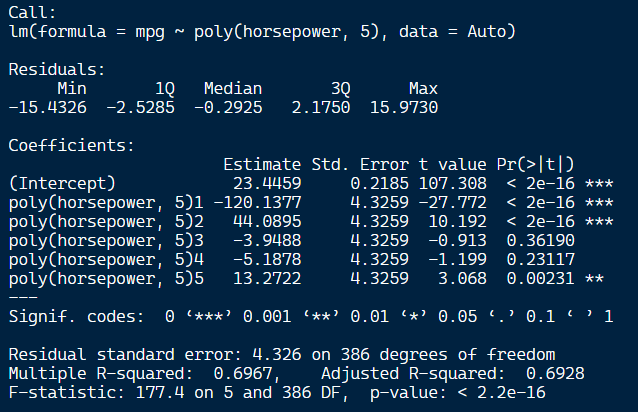 Call:
lm(formula = mpg ~ poly(horsepower, 5), data = Auto)
Residuals:
     Min       1Q   Median       3Q      Max
-15.4326  -2.5285  -0.2925   2.1750  15.9730
Coefficients:
                      Estimate Std. Error t value Pr(>|t|)
(Intercept)            23.4459     0.2185 107.308  < 2e-16 ***
poly(horsepower, 5)1 -120.1377     4.3259 -27.772  < 2e-16 ***
poly(horsepower, 5)2   44.0895     4.3259  10.192  < 2e-16 ***
poly(horsepower, 5)3   -3.9488     4.3259  -0.913  0.36190
poly(horsepower, 5)4   -5.1878     4.3259  -1.199  0.23117
poly(horsepower, 5)5   13.2722     4.3259   3.068  0.00231 **
---
Signif. codes:  0 ‘***’ 0.001 ‘**’ 0.01 ‘*’ 0.05 ‘.’ 0.1 ‘ ’ 1
Residual standard error: 4.326 on 386 degrees of freedom
Multiple R-squared:  0.6967,    Adjusted R-squared:  0.6928
F-statistic: 177.4 on 5 and 386 DF,  p-value: < 2.2e-16